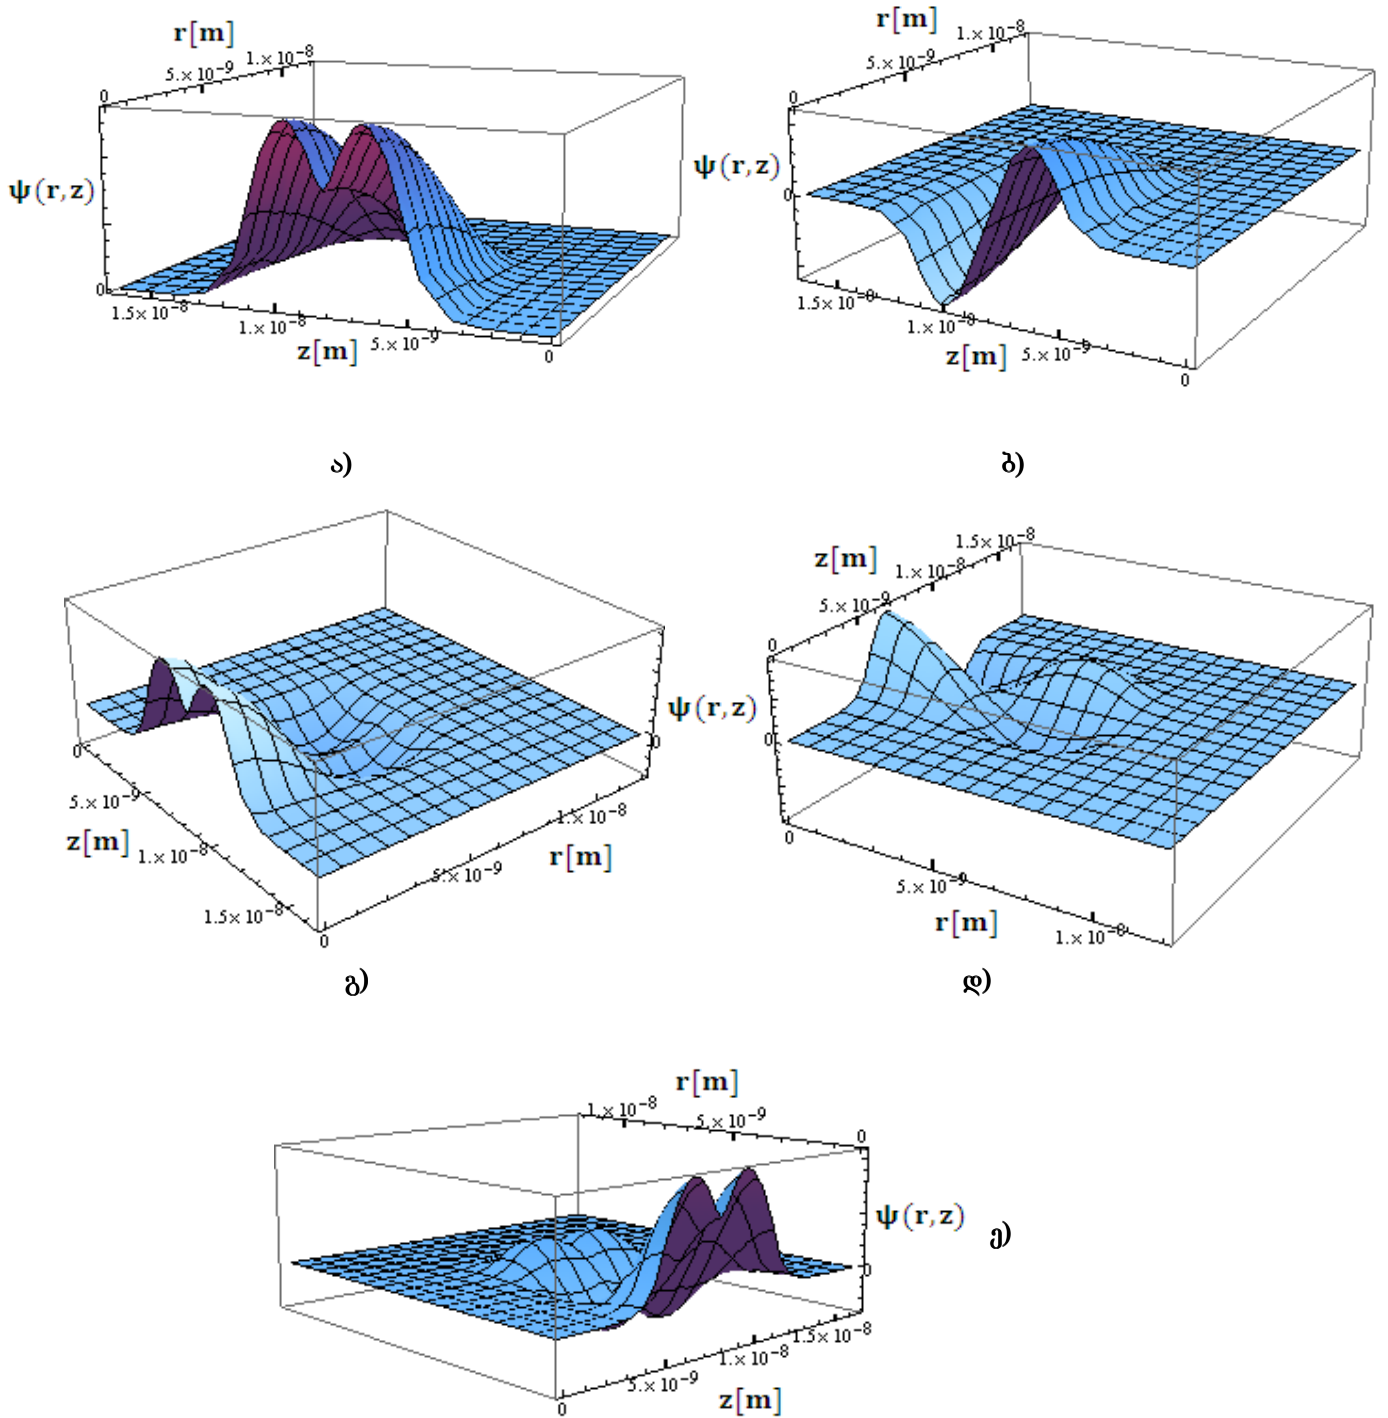 r[m]
0 5.×10⁻⁹ 1.×10⁻⁸
ψ(r,z)
0
1.5×10⁻⁸ 1.×10⁻⁸ 5.×10⁻⁹ 0
z[m]
ა)
r[m]
0 5.×10⁻⁹ 1.×10⁻⁸
ψ(r,z)
0
1.5×10⁻⁸ 1.×10⁻⁸ 5.×10⁻⁹ 0
z[m]
ბ)
ψ(r,z)
0
0 5.×10⁻⁹ 1.×10⁻⁸ 1.5×10⁻⁸
z[m]
0 5.×10⁻⁹ 1.×10⁻⁸
r[m]
გ)
z[m]
0 5.×10⁻⁹ 1.×10⁻⁸ 1.5×10⁻⁸
0
0 5.×10⁻⁹ 1.×10⁻⁸
r[m]
დ)
r[m]
1.×10⁻⁸ 5.×10⁻⁹ 0
ψ(r,z)
0
0 5.×10⁻⁹ 1.×10⁻⁸ 1.5×10⁻⁸
z[m]
ე)